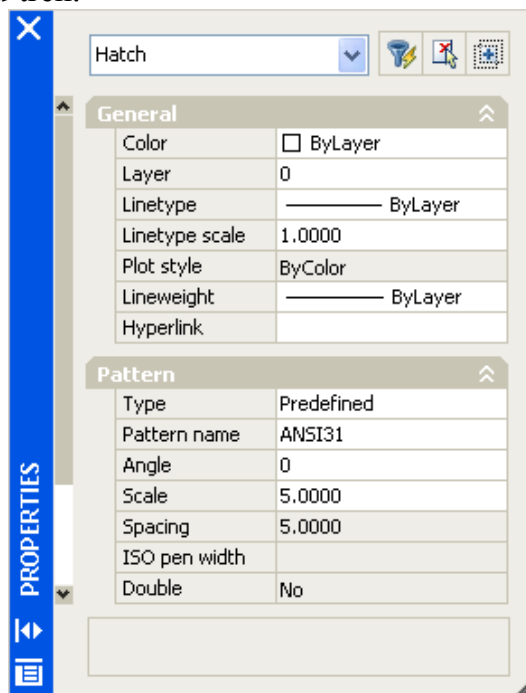 Hatch
General
Color ByLayer
Layer 0
Linetype ByLayer
Linetype scale 1.0000
Plot style ByColor
Lineweight ByLayer
Hyperlink
Pattern
Type Predefined
Pattern name ANSI31
Angle 0
Scale 5.0000
Spacing 5.0000
ISO pen width
Double No
PROPERTIES